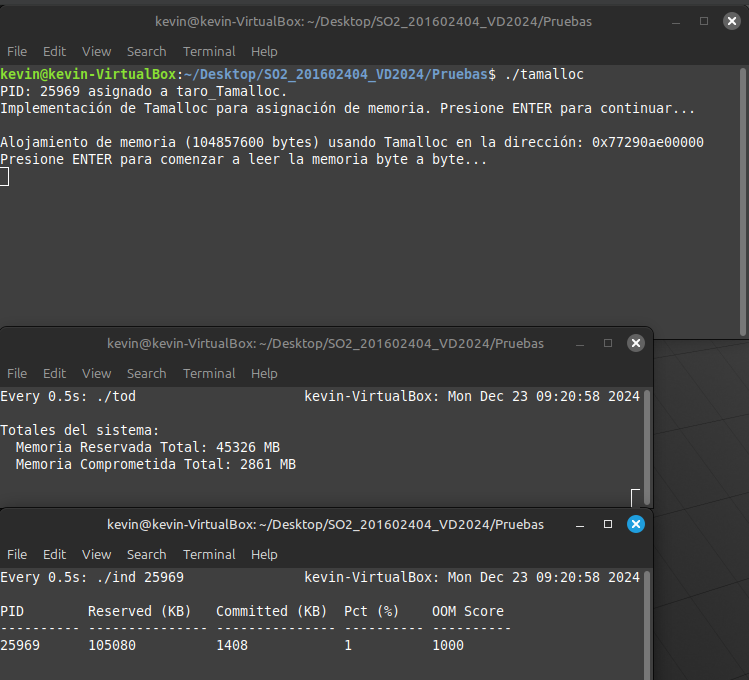 kevin@kevin-VirtualBox: ~/Desktop/SO2_201602404_VD2024/Pruebas
File Edit View Search Terminal Help
kevin@kevin-VirtualBox:~/Desktop/SO2_201602404_VD2024/Pruebas$ ./tamalloc
PID: 25969 asignado a taro_Tamalloc.
Implementación de Tamalloc para asignación de memoria. Presione ENTER para continuar...
Alojamiento de memoria (104857600 bytes) usando Tamalloc en la dirección: 0x77290ae00000
Presione ENTER para comenzar a leer la memoria byte a byte...
kevin@kevin-VirtualBox: ~/Desktop/SO2_201602404_VD2024/Pruebas
File Edit View Search Terminal Help
Every 0.5s: ./tod kevin-VirtualBox: Mon Dec 23 09:20:58 2024
Totales del sistema:
Memoria Reservada Total: 45326 MB
Memoria Comprometida Total: 2861 MB
kevin@kevin-VirtualBox: ~/Desktop/SO2_201602404_VD2024/Pruebas
File Edit View Search Terminal Help
Every 0.5s: ./ind 25969 kevin-VirtualBox: Mon Dec 23 09:20:58 2024
PID Reserved (KB) Committed (KB) Pct (%) OOM Score
---------- --------------- --------------- ---------- ----------
25969 105080 1408 1 1000